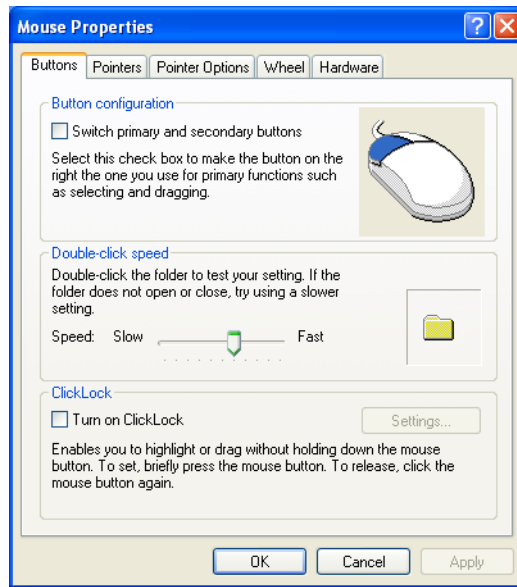 Mouse Properties
Buttons Pointers Pointer Options Wheel Hardware
Button configuration
Switch primary and secondary buttons
Select this check box to make the button on the
right the one you use for primary functions such
as selecting and dragging.
Double-click speed
Double-click the folder to test your setting. If the
folder does not open or close, try using a slower
setting.
Speed: Slow Fast
ClickLock
Turn on ClickLock Settings...
Enables you to highlight or drag without holding down the mouse
button. To set, briefly press the mouse button. To release, click the
mouse button again.
OK Cancel Apply